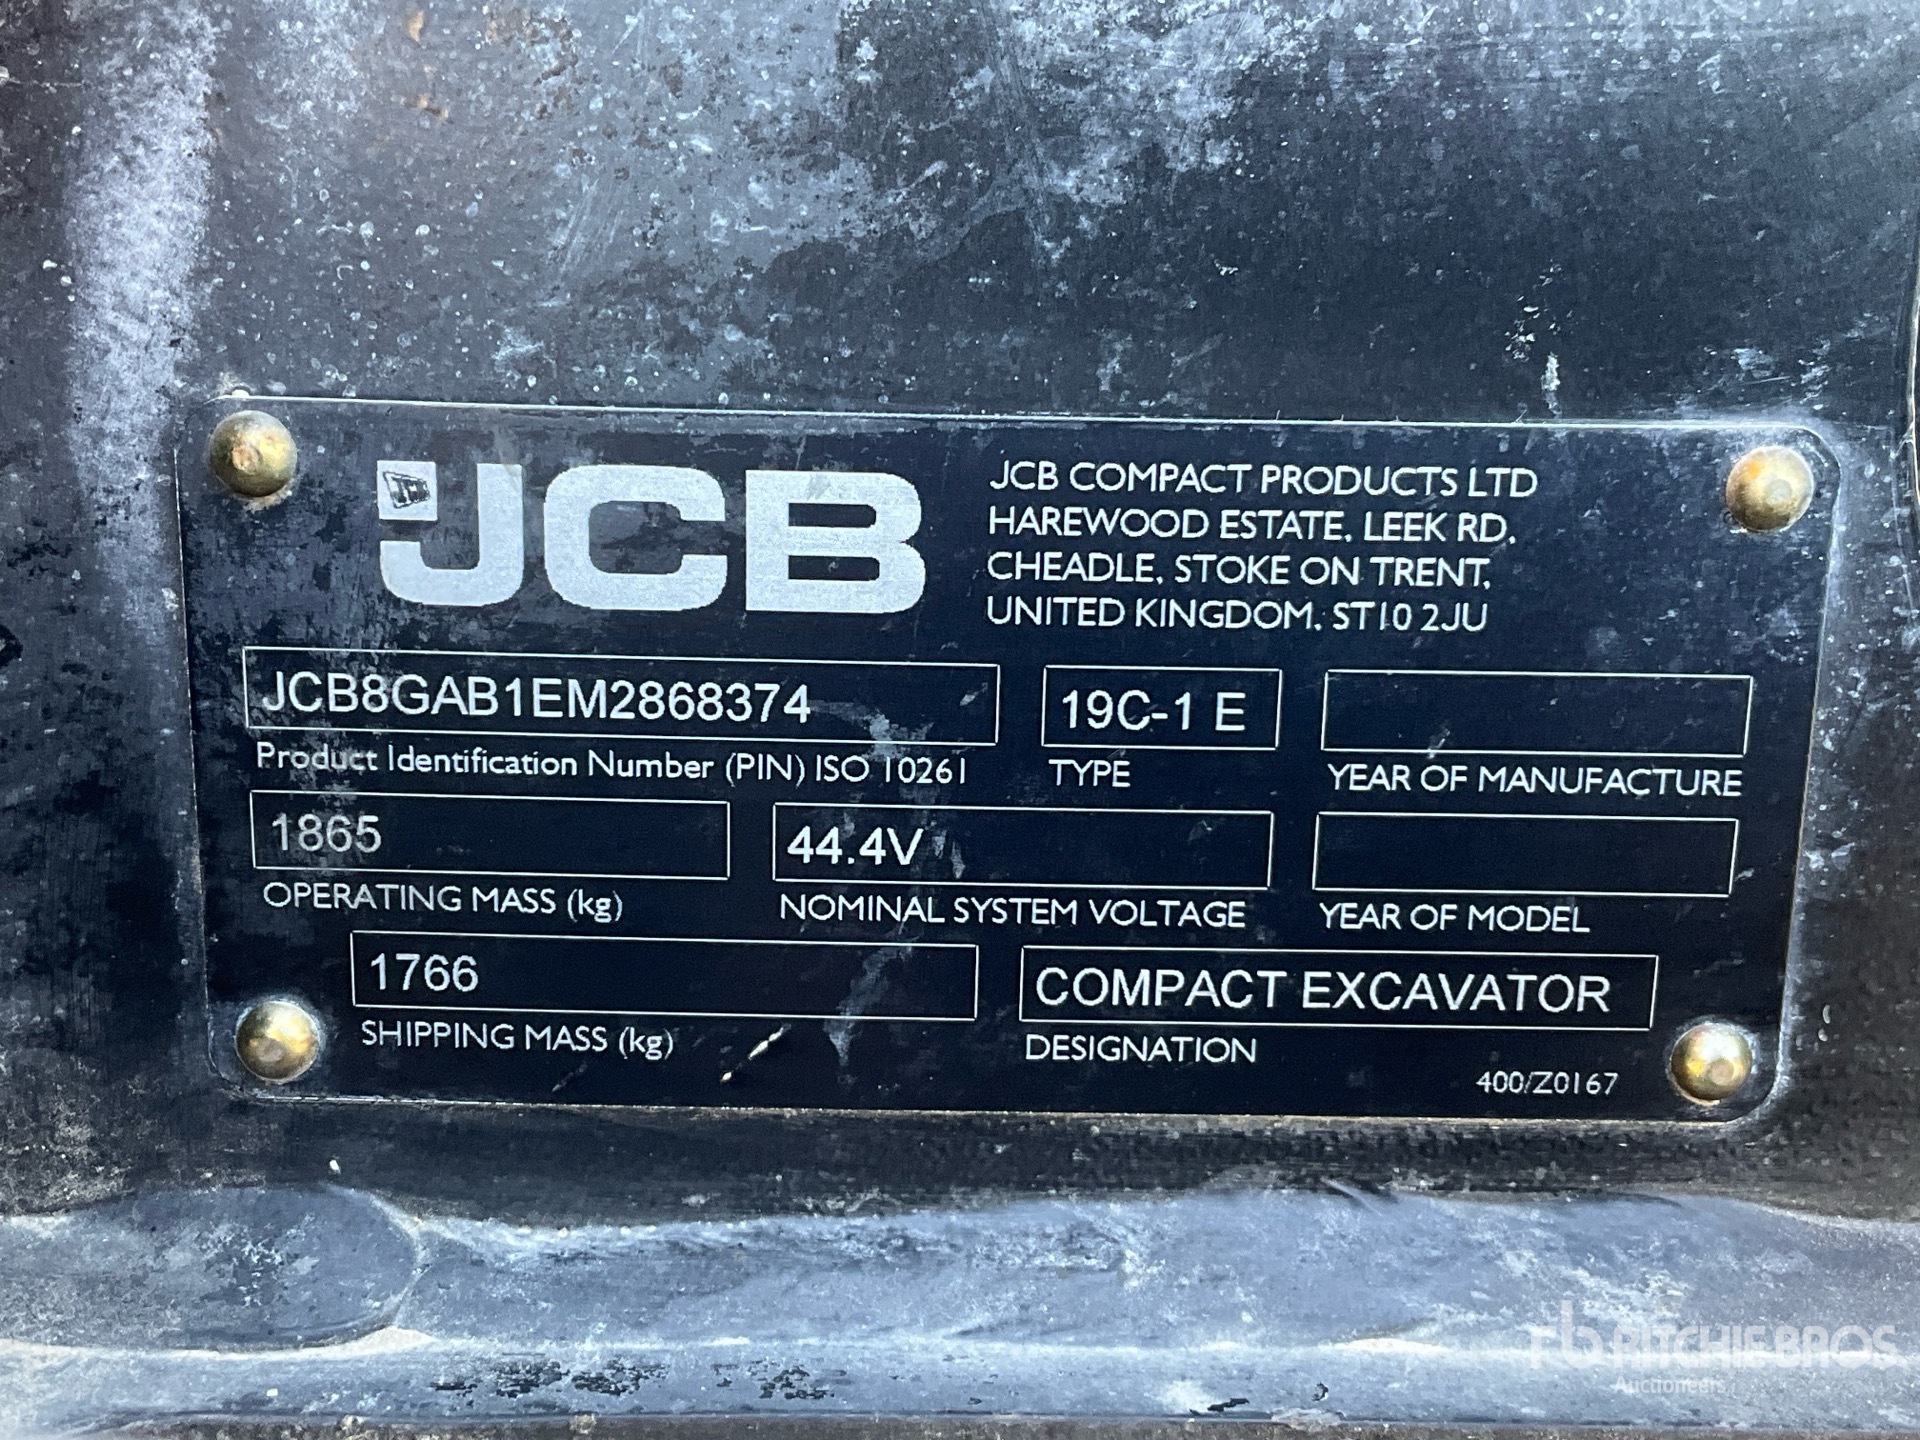 JCB
JCB COMPACT PRODUCTS LTD
HAREWOOD ESTATE, LEEK RD,
CHEADLE, STOKE ON TRENT,
UNITED KINGDOM, ST10 2JU
JCB8GAB1EM2868374
Product Identification Number (PIN) ISO 10261
19C-1 E
TYPE
YEAR OF MANUFACTURE
1865
OPERATING MASS (kg)
44.4V
NOMINAL SYSTEM VOLTAGE
YEAR OF MODEL
1766
SHIPPING MASS (kg)
COMPACT EXCAVATOR
DESIGNATION
400/Z0167
rb RITCHIE BROS
Auctioneers